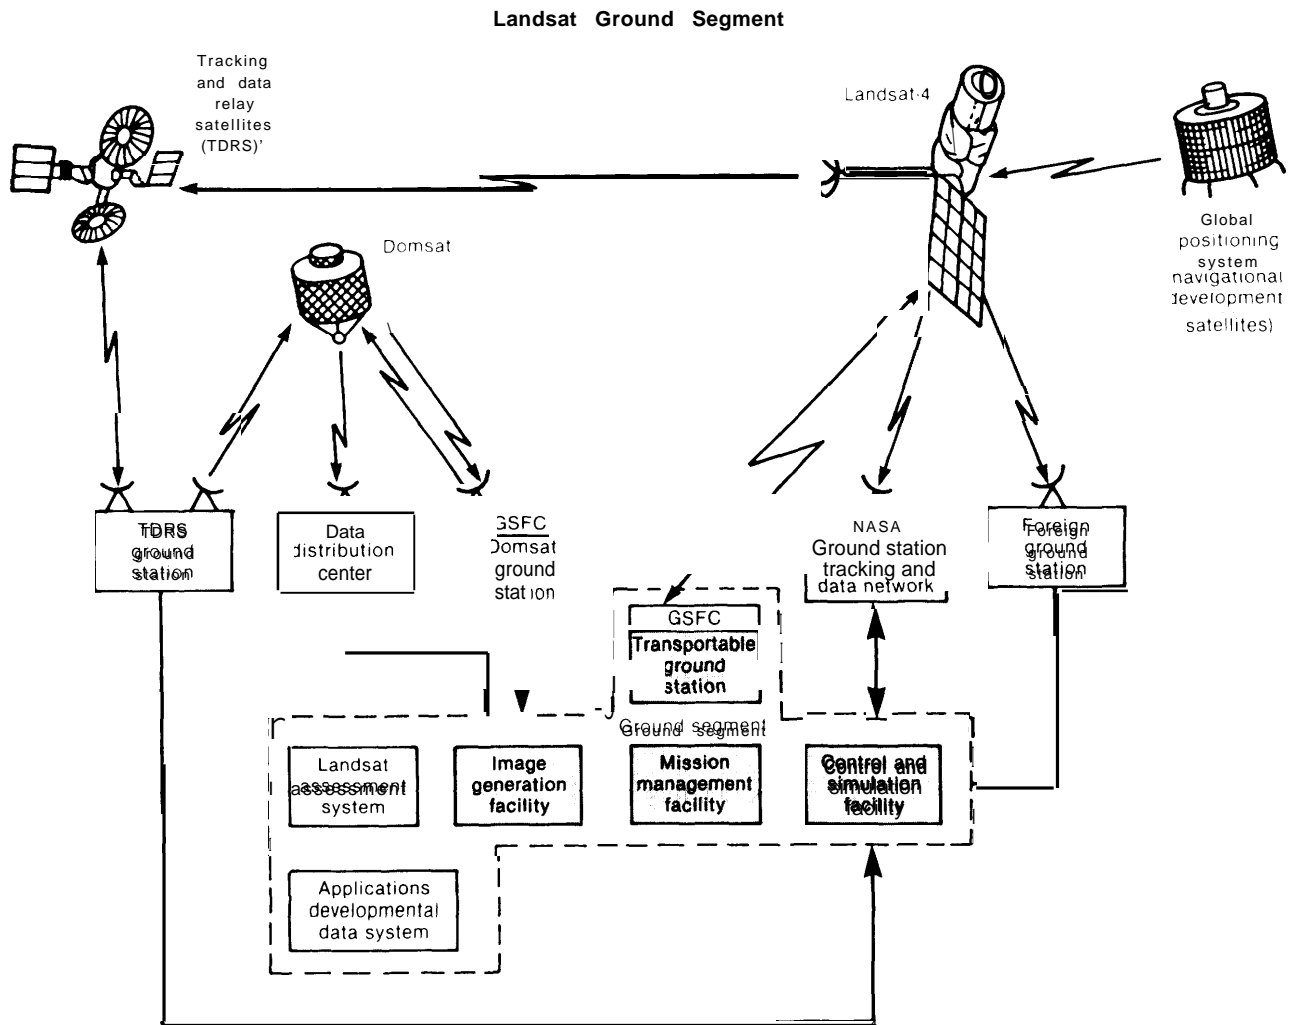 Landsat Ground Segment
Tracking
and data
relay
satellites
(TDRS)'
Landsat-4
Domsat
Global
positioning
system
navigational
development
satellites)
TDRS
ground
station
Data
distribution
center
GSFC
Domsat
ground
station
NASA
Ground station
tracking and
data network
Foreign
ground
station
GSFC
Transportable
ground
station
Ground segment
Landsat
assessment
system
Image
generation
facility
Mission
management
facility
Control and
simulation
facility
Applications
developmental
data system